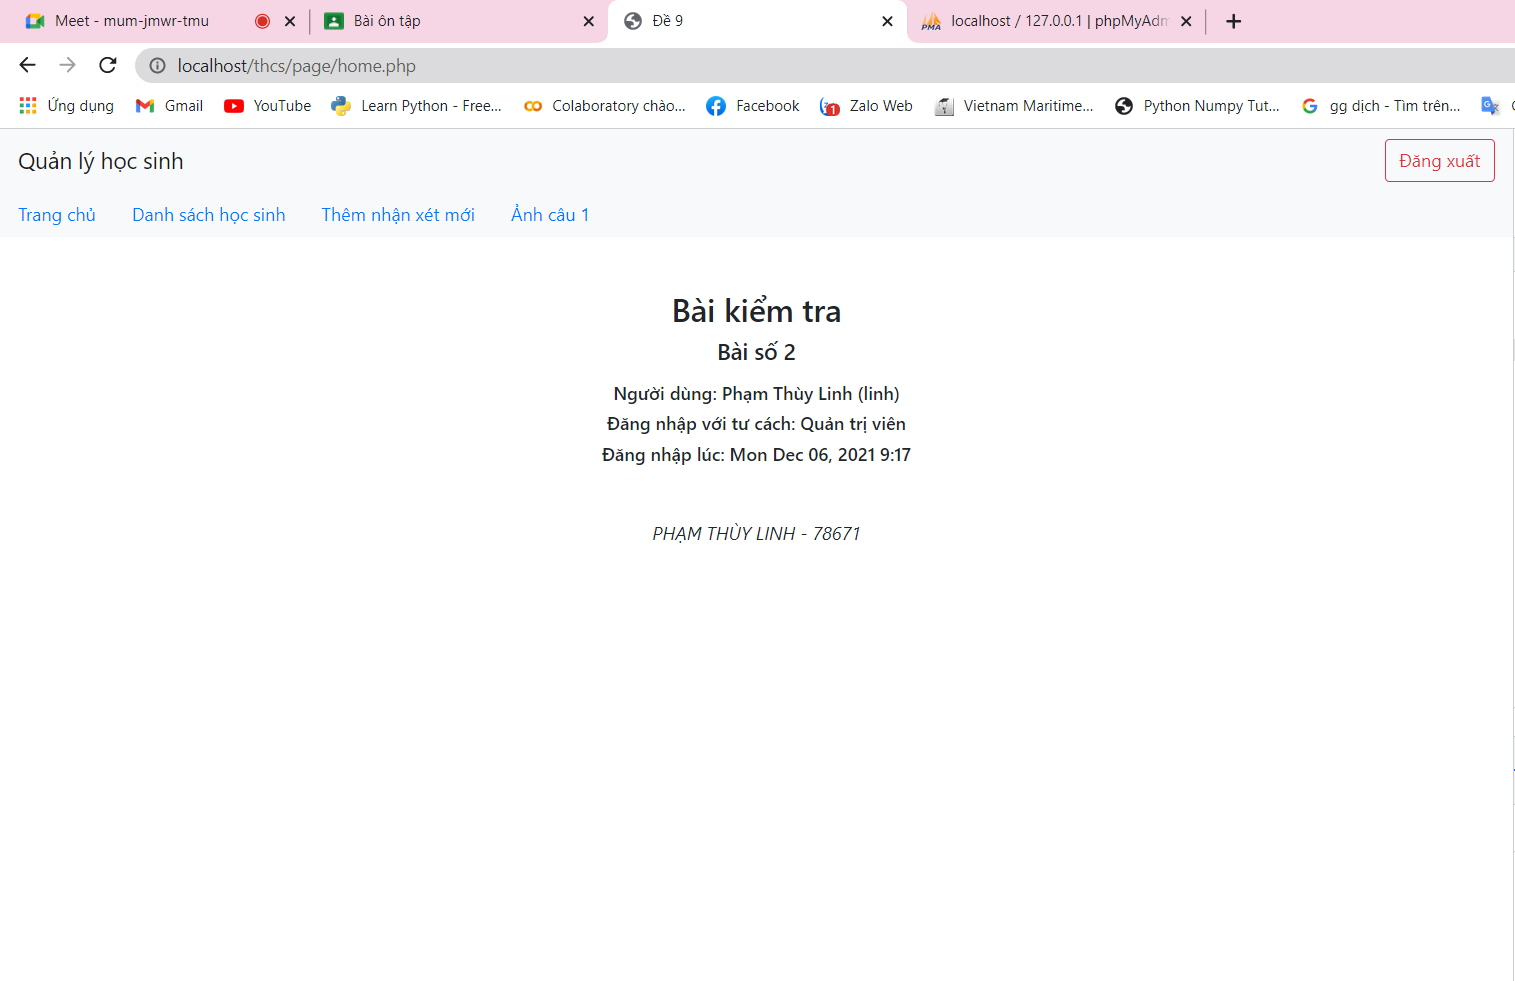 Meet - mum-jmwr-tmu
Bài ôn tập
Đề 9
localhost / 127.0.0.1 | phpMyAdm
localhost/thcs/page/home.php
Ứng dụng
Gmail
YouTube
Learn Python - Free...
Colaboratory chào...
Facebook
1
Zalo Web
Vietnam Maritime...
Python Numpy Tut...
gg dịch - Tìm trên...
Quản lý học sinh
Đăng xuất
Trang chủ
Danh sách học sinh
Thêm nhận xét mới
Ảnh câu 1
Bài kiểm tra
Bài số 2
Người dùng: Phạm Thùy Linh (linh)
Đăng nhập với tư cách: Quản trị viên
Đăng nhập lúc: Mon Dec 06, 2021 9:17
PHẠM THÙY LINH - 78671